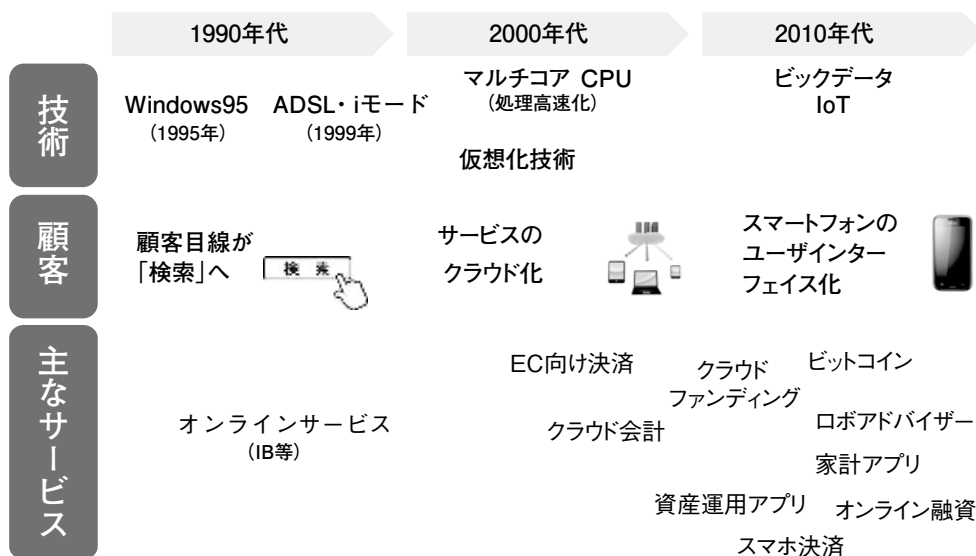 1990年代
2000年代
2010年代
技術
Windows95
（1995年）
ADSL・iモード
（1999年）
マルチコア CPU
（処理高速化）
仮想化技術
ビックデータ
IoT
顧客
顧客目線が
「検索」へ
検 索
サービスの
クラウド化
スマートフォンの
ユーザインター
フェイス化
主なサービス
オンラインサービス
（IB等）
EC向け決済
クラウド会計
クラウド
ファンディング
ビットコイン
ロボアドバイザー
家計アプリ
資産運用アプリ
オンライン融資
スマホ決済